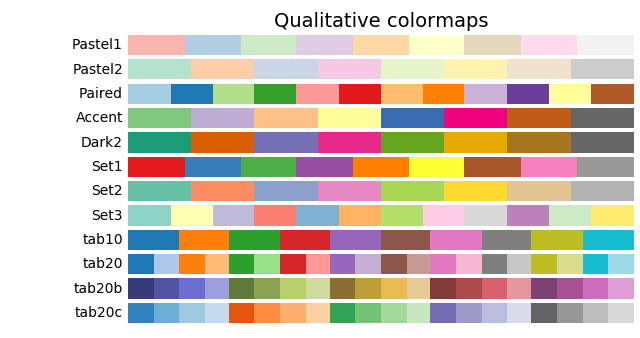 Qualitative colormaps
Pastel1
Pastel2
Paired
Accent
Dark2
Set1
Set2
Set3
tab10
tab20
tab20b
tab20c